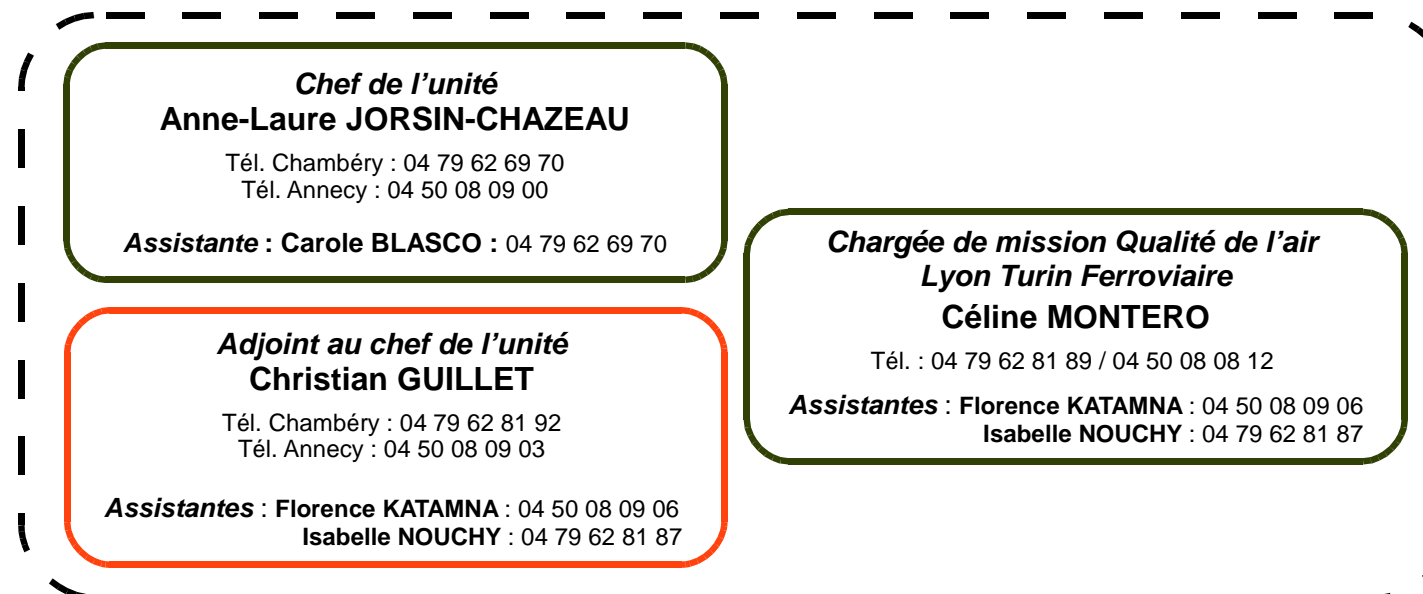 Chef de l'unité
Anne-Laure JORSIN-CHAZEAU
Tél. Chambéry : 04 79 62 69 70
Tél. Annecy : 04 50 08 09 00
Assistante : Carole BLASCO : 04 79 62 69 70
Adjoint au chef de l'unité
Christian GUILLET
Tél. Chambéry : 04 79 62 81 92
Tél. Annecy : 04 50 08 09 03
Assistantes : Florence KATAMNA : 04 50 08 09 06
Isabelle NOUCHY : 04 79 62 81 87
Chargée de mission Qualité de l'air
Lyon Turin Ferroviaire
Céline MONTERO
Tél. : 04 79 62 81 89 / 04 50 08 08 12
Assistantes : Florence KATAMNA : 04 50 08 09 06
Isabelle NOUCHY : 04 79 62 81 87